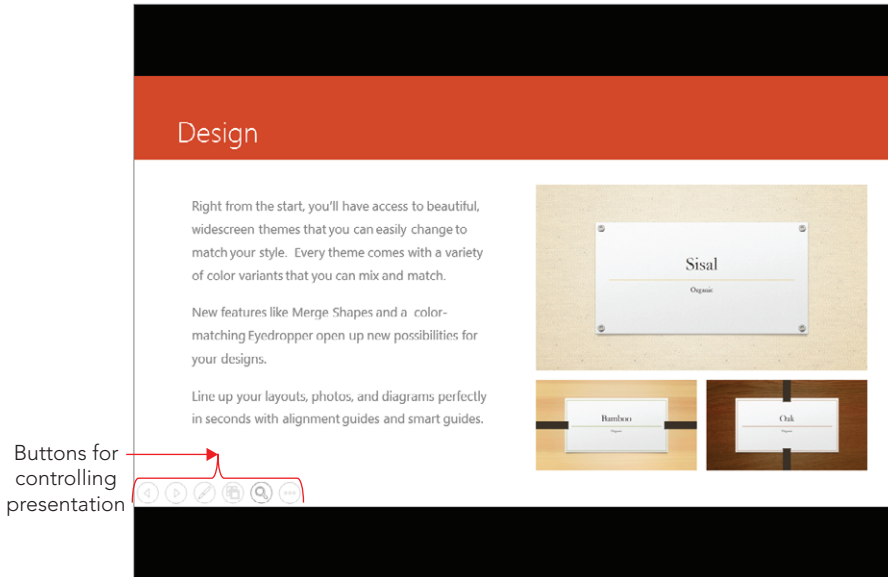 Design
Right from the start, you'll have access to beautiful,
widescreen themes that you can easily change to
match your style.  Every theme comes with a variety
of color variants that you can mix and match.
New features like Merge Shapes and a  color-
matching Eyedropper open up new possibilities for
your designs.
Line up your layouts, photos, and diagrams perfectly
in seconds with alignment guides and smart guides.
Sisal
Organic
Bamboo
Organic
Oak
Organic
Buttons for
controlling
presentation